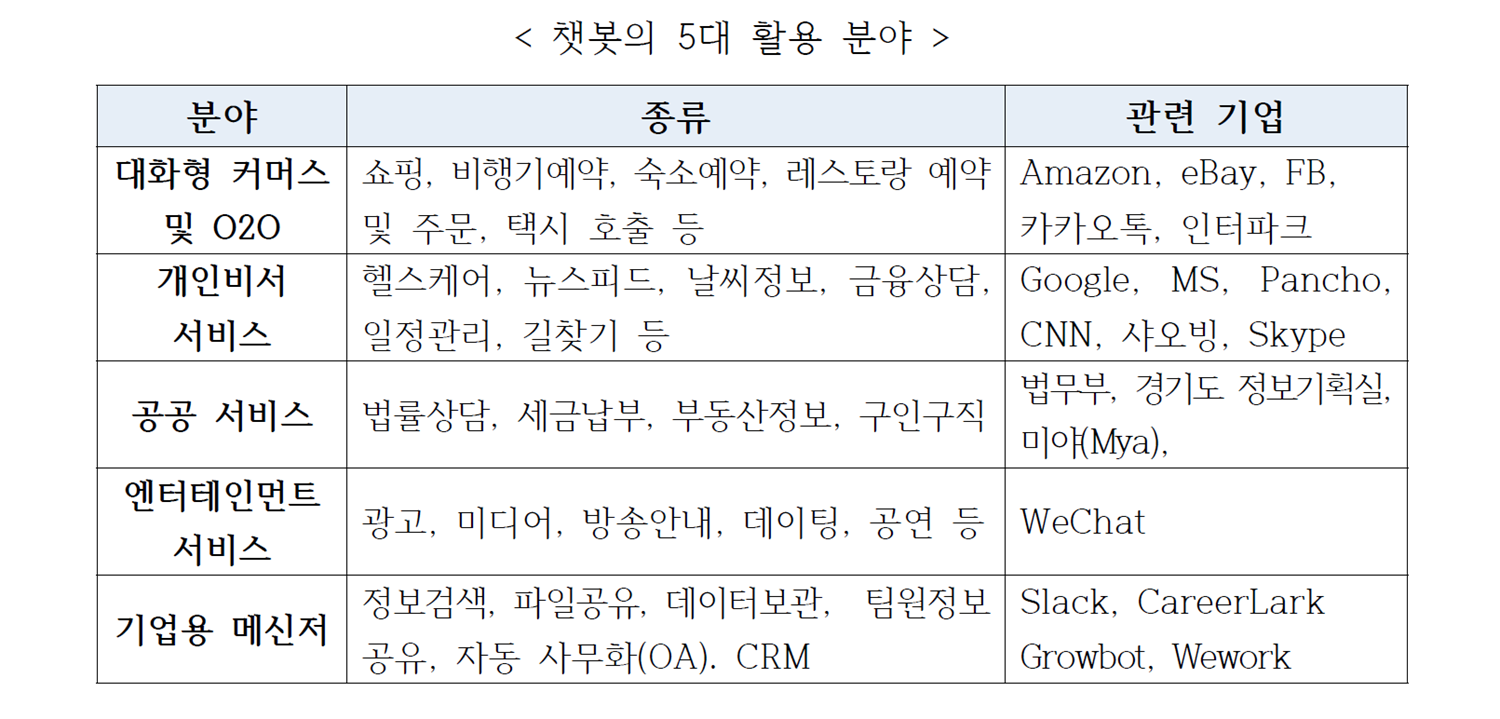 < 챗봇의 5대 활용 분야 >
분야 종류 관련 기업
대화형 커머스
및 O2O
쇼핑, 비행기예약, 숙소예약, 레스토랑 예약
및 주문, 택시 호출 등
Amazon, eBay, FB,
카카오톡, 인터파크
개인비서
서비스
헬스케어, 뉴스피드, 날씨정보, 금융상담,
일정관리, 길찾기 등
Google, MS, Pancho,
CNN, 샤오빙, Skype
공공 서비스
법률상담, 세금납부, 부동산정보, 구인구직
법무부, 경기도 정보기획실,
미야(Mya),
엔터테인먼트
서비스
광고, 미디어, 방송안내, 데이팅, 공연 등
WeChat
기업용 메신저
정보검색, 파일공유, 데이터보관, 팀원정보
공유, 자동 사무화(OA). CRM
Slack, CareerLark
Growbot, Wework